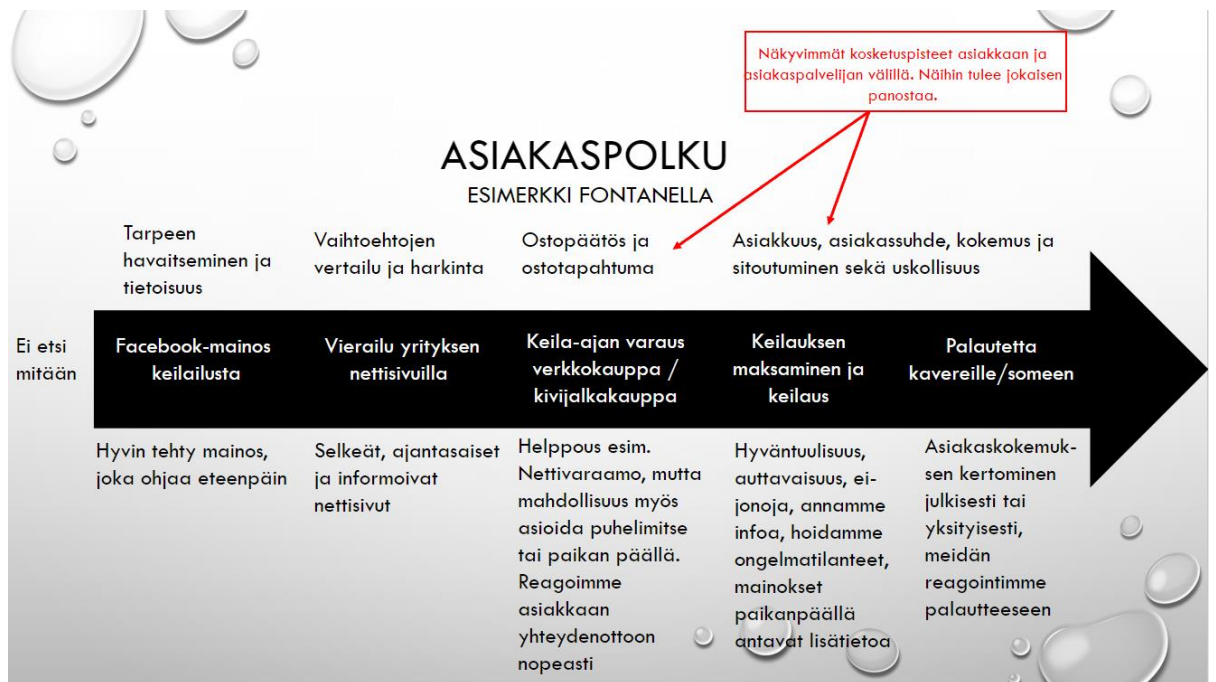 Näkyvimmät kosketuspisteet asiakkaan ja
asiakaspalvelijan välillä. Näihin tulee jokaisen
panostaa.
ASIAKASPOLKU
ESIMERKKI FONTANELLA
Tarpeen
havaitseminen ja
tietoisuus
Vaihtoehtojen
vertailu ja harkinta
Ostopäätös ja
ostotapahtuma
Asiakkuus, asiakassuhde, kokemus ja
sitoutuminen sekä uskollisuus
Ei etsi
mitään
Facebook-mainos
keilailusta
Vierailu yrityksen
nettisivuilla
Keila-ajan varaus
verkkokauppa /
kivijalkakauppa
Keilauksen
maksaminen ja
keilaus
Palautetta
kavereille/someen
Hyvin tehty mainos,
joka ohjaa eteenpäin
Selkeät, ajantasaiset
ja informoivat
nettisivut
Helppous esim.
Nettivaraamo, mutta
mahdollisuus myös
asioida puhelimitse
tai paikan päällä.
Reagoimme
asiakkaan
yhteydenottoon
nopeasti
Hyväntuulisuus,
auttavaisuus, ei-
jonoja, annamme
infoa, hoidamme
ongelmatilanteet,
mainokset
paikanpäällä
antavat lisätietoa
Asiakaskokemuk-
sen kertominen
julkisesti tai
yksityisesti,
meidän
reagointimme
palautteeseen